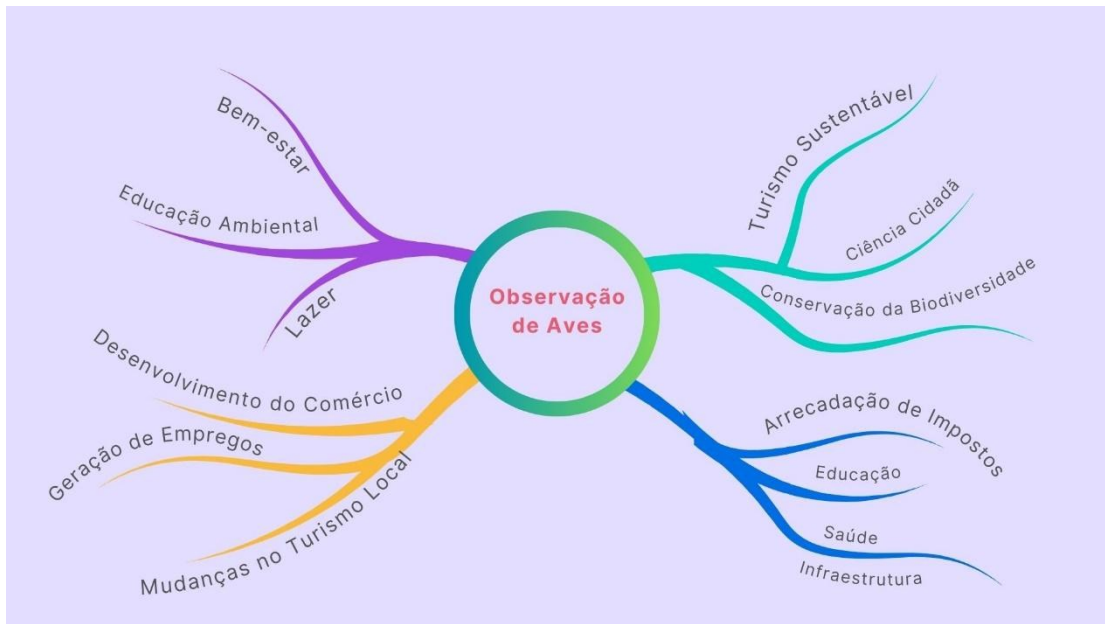 Observação
de Aves
Bem-estar
Educação Ambiental
Lazer
Desenvolvimento do Comércio
Geração de Empregos
Mudanças no Turismo Local
Turismo Sustentável
Ciência Cidadã
Conservação da Biodiversidade
Arrecadação de Impostos
Educação
Saúde
Infraestrutura